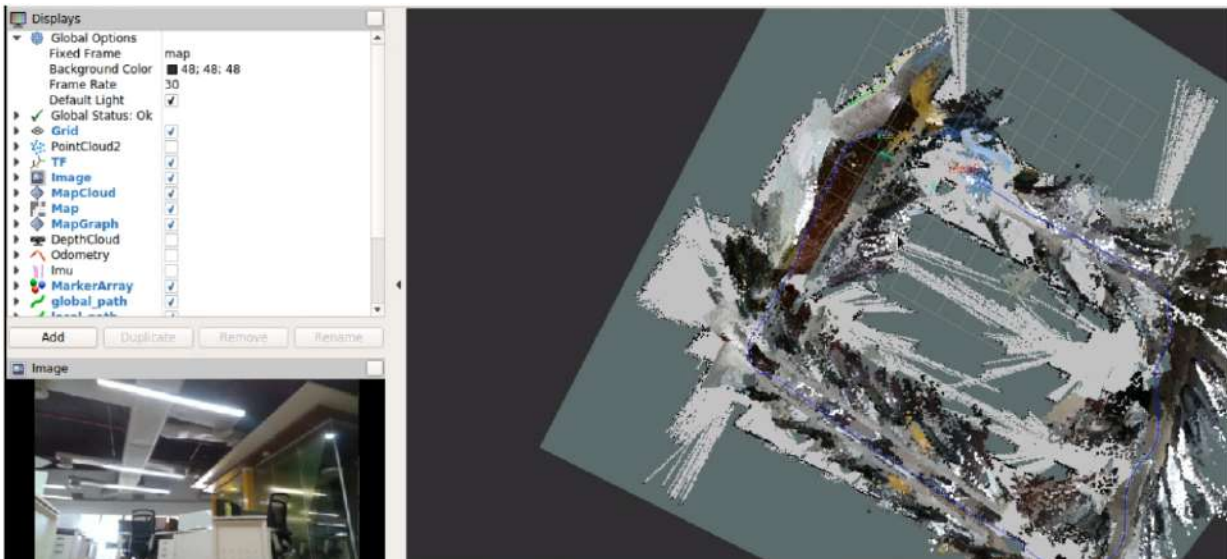 Displays
Global Options
Fixed Frame map
Background Color 48; 48; 48
Frame Rate 30
Default Light ✓
Global Status: Ok
Grid
PointCloud2
TF
Image
MapCloud
Map
MapGraph
DepthCloud
Odometry
Imu
MarkerArray
global_path
local_path
Add Duplicate Remove Rename
Image